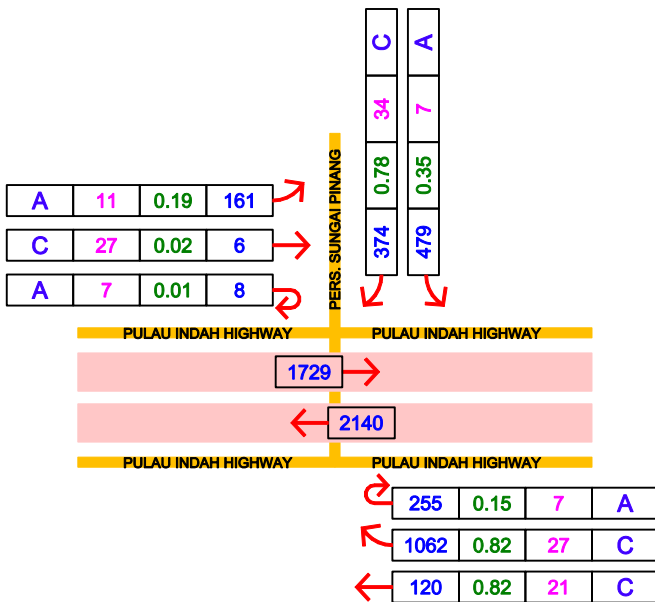 C A
34 7
0.78 0.35
374 479
A 11 0.19 161
C 27 0.02 6
A 7 0.01 8
PERS. SUNGAI PINANG
PULAU INDAH HIGHWAY PULAU INDAH HIGHWAY
1729
2140
PULAU INDAH HIGHWAY PULAU INDAH HIGHWAY
255 0.15 7 A
1062 0.82 27 C
120 0.82 21 C